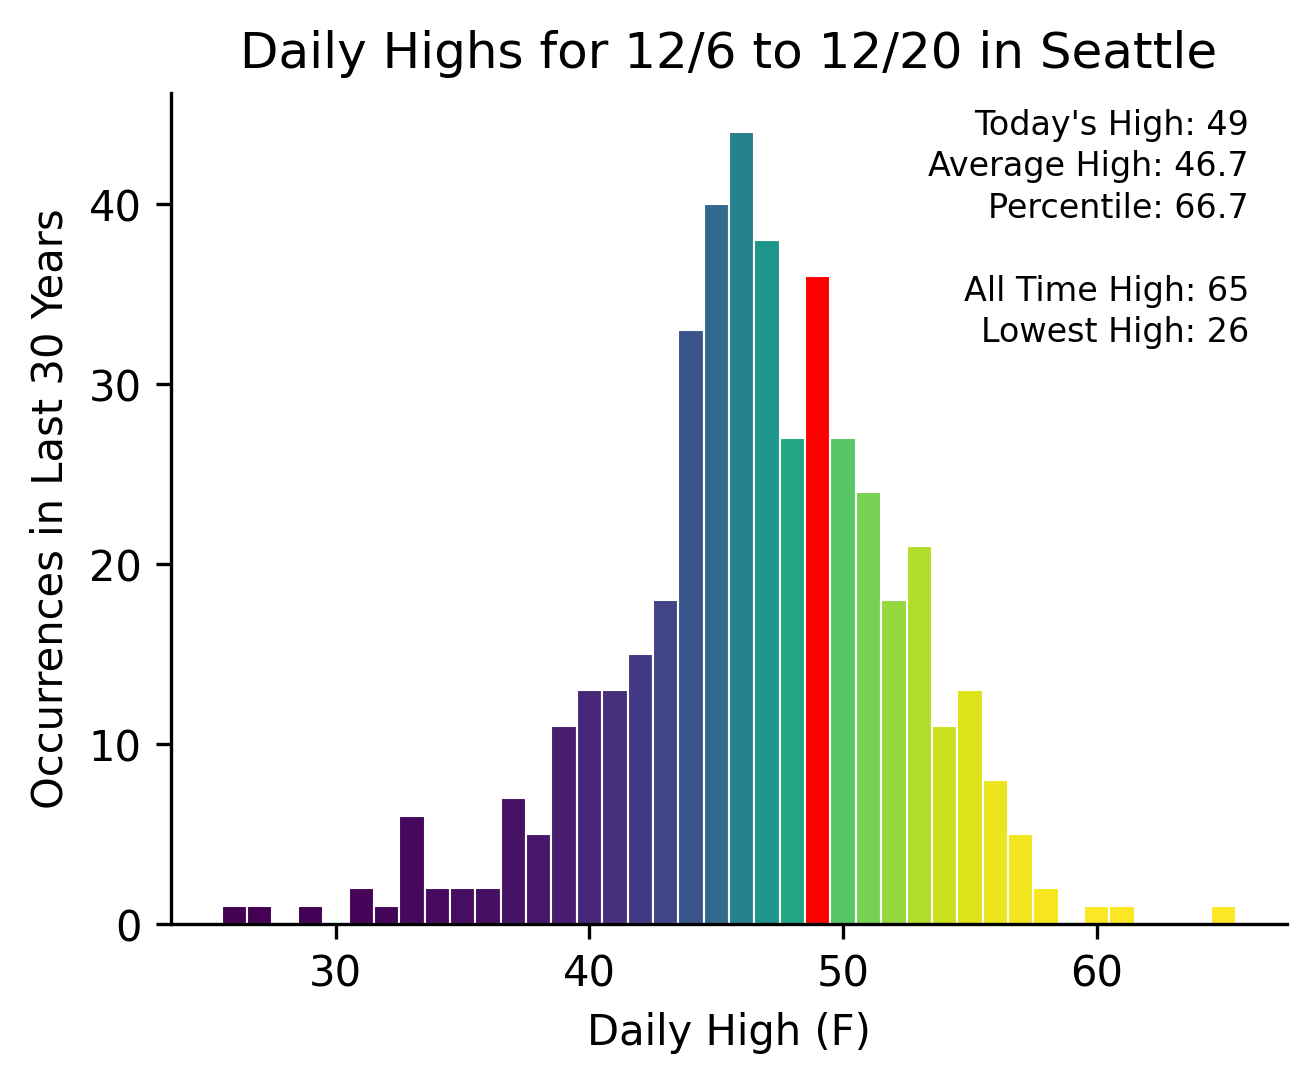 Daily Highs for 12/6 to 12/20 in Seattle
Today's High: 49
Average High: 46.7
Percentile: 66.7
All Time High: 65
Lowest High: 26
Occurrences in Last 30 Years
40
30
20
10
0
30 40 50 60
Daily High (F)